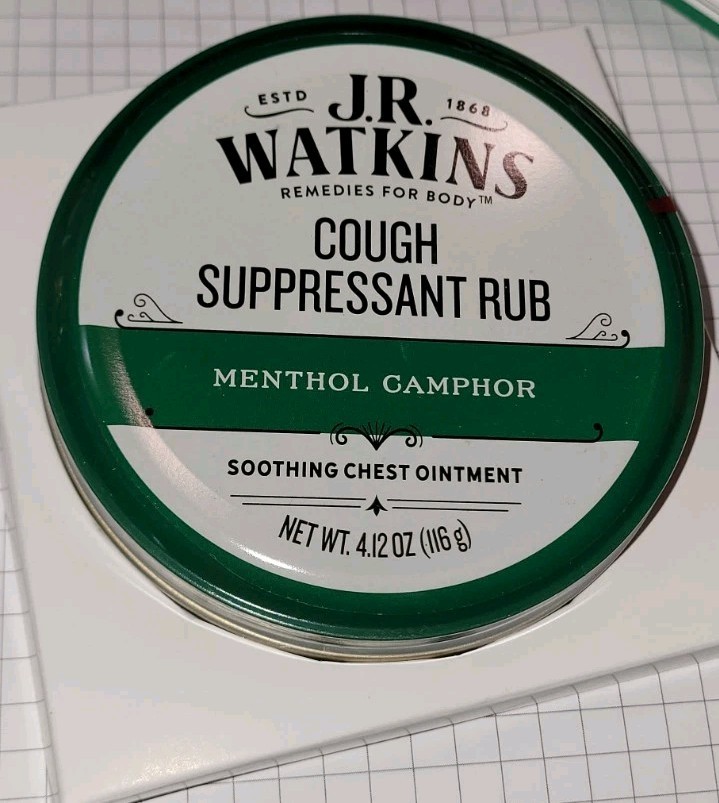 ESTD J.R. 1868
WATKINS
REMEDIES FOR BODY™
COUGH
SUPPRESSANT RUB
MENTHOL CAMPHOR
SOOTHING CHEST OINTMENT
NET WT. 4.12 OZ (116 g)